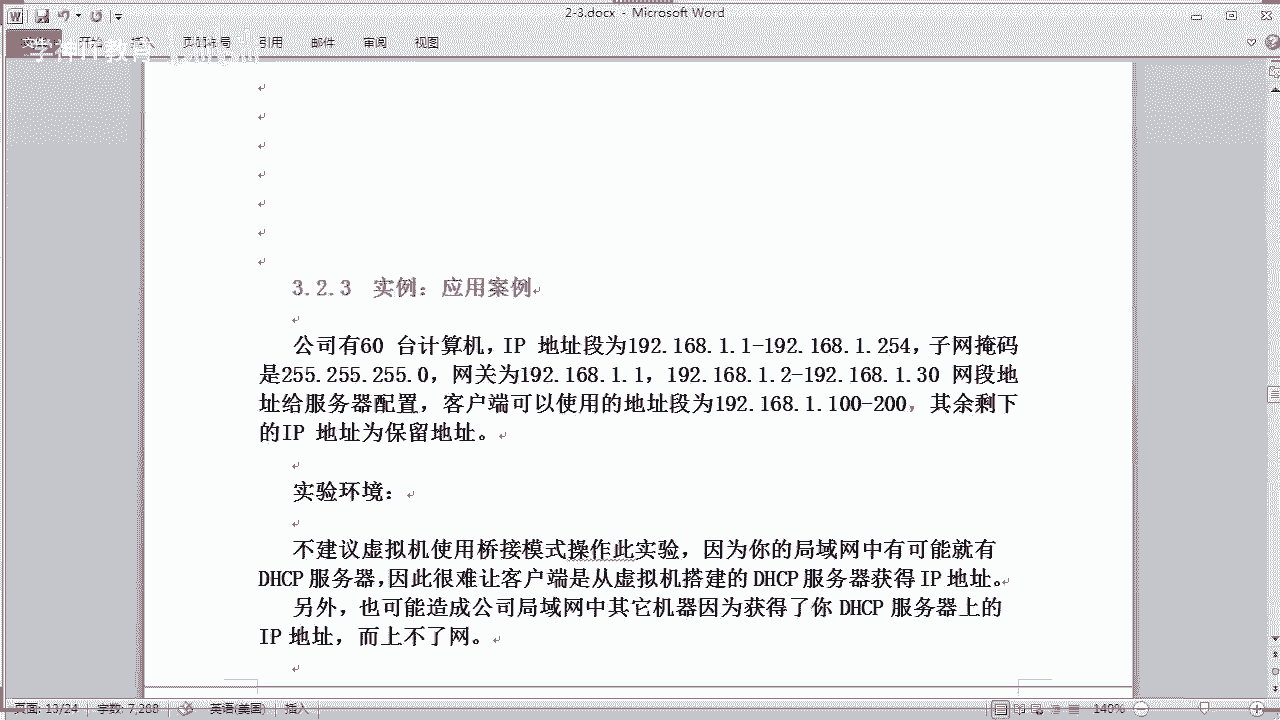 2-3.docx - Microsoft Word
文件 开始 插入 页面布局 引用 邮件 审阅 视图
学神IT教育
3.2.3 实例：应用案例
公司有60 台计算机，IP 地址段为192.168.1.1-192.168.1.254，子网掩码
是255.255.255.0，网关为192.168.1.1，192.168.1.2-192.168.1.30 网段地
址给服务器配置，客户端可以使用的地址段为192.168.1.100-200，其余剩下
的IP 地址为保留地址。
实验环境：
不建议虚拟机使用桥接模式操作此实验，因为你的局域网中有可能就有
DHCP 服务器，因此很难让客户端是从虚拟机搭建的 DHCP 服务器获得 IP 地址。
另外，也可能造成公司局域网中其它机器因为获得了你 DHCP 服务器上的
IP 地址，而上不了网。
页面: 13/24 字数: 7,288 英语(美国) 插入 140%